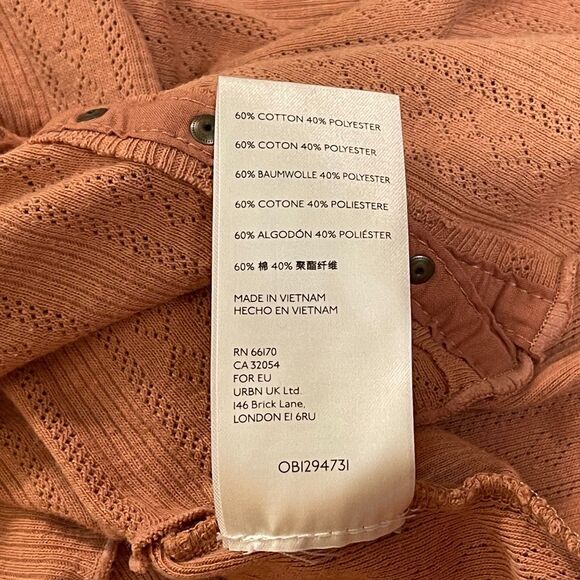 60% COTTON 40% POLYESTER
60% COTON 40% POLYESTER
60% BAUMWOLLE 40% POLYESTER
60% COTONE 40% POLIESTERE
60% ALGODÓN 40% POLIÉSTER
60% 棉 40% 聚酯纤维
MADE IN VIETNAM
HECHO EN VIETNAM
RN 66170
CA 32054
FOR EU
URBN UK Ltd.
146 Brick Lane,
LONDON E1 6RU
OB1294731